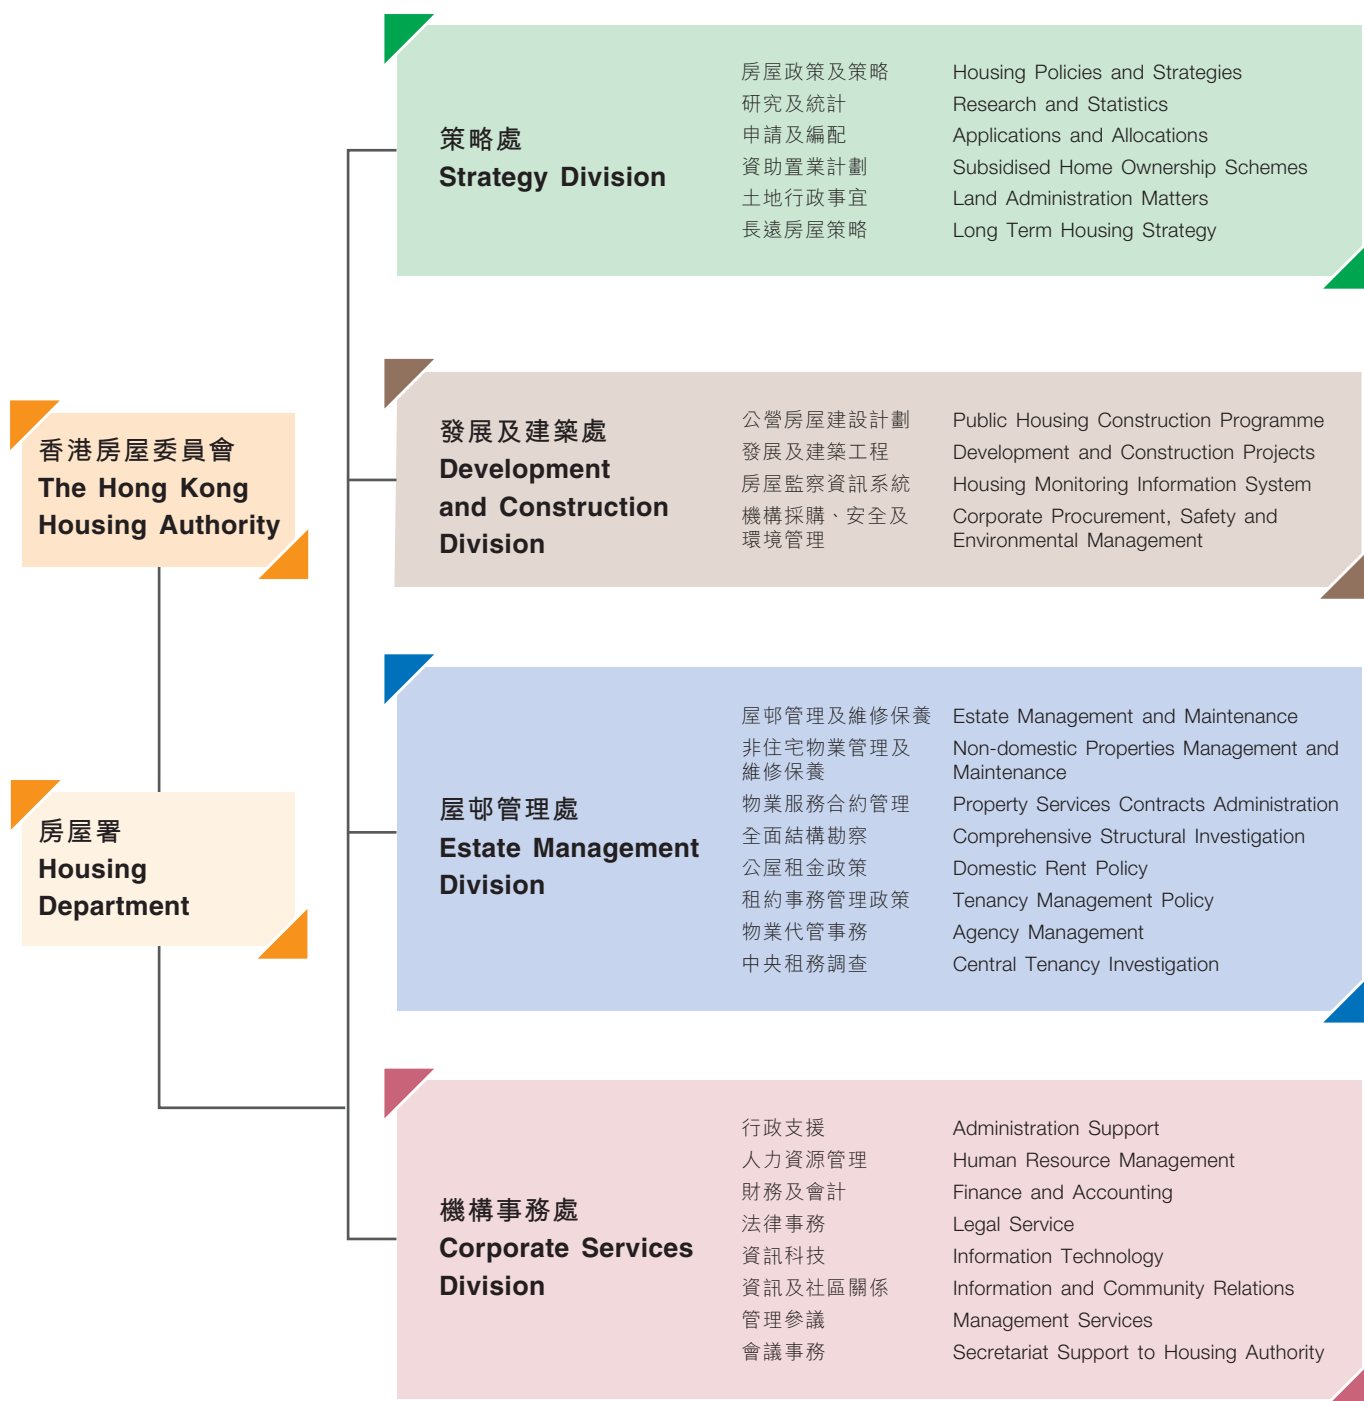 香港房屋委員會
The Hong Kong
Housing Authority
房屋署
Housing
Department
策略處
Strategy Division
房屋政策及策略 Housing Policies and Strategies
研究及統計 Research and Statistics
申請及編配 Applications and Allocations
資助置業計劃 Subsidised Home Ownership Schemes
土地行政事宜 Land Administration Matters
長遠房屋策略 Long Term Housing Strategy
發展及建築處
Development
and Construction
Division
公營房屋建設計劃 Public Housing Construction Programme
發展及建築工程 Development and Construction Projects
房屋監察資訊系統 Housing Monitoring Information System
機構採購、安全及 Corporate Procurement, Safety and
環境管理 Environmental Management
屋邨管理處
Estate Management
Division
屋邨管理及維修保養 Estate Management and Maintenance
非住宅物業管理及 Non-domestic Properties Management and
維修保養 Maintenance
物業服務合約管理 Property Services Contracts Administration
全面結構勘察 Comprehensive Structural Investigation
公屋租金政策 Domestic Rent Policy
租約事務管理政策 Tenancy Management Policy
物業代管事務 Agency Management
中央租務調查 Central Tenancy Investigation
機構事務處
Corporate Services
Division
行政支援 Administration Support
人力資源管理 Human Resource Management
財務及會計 Finance and Accounting
法律事務 Legal Service
資訊科技 Information Technology
資訊及社區關係 Information and Community Relations
管理參議 Management Services
會議事務 Secretariat Support to Housing Authority